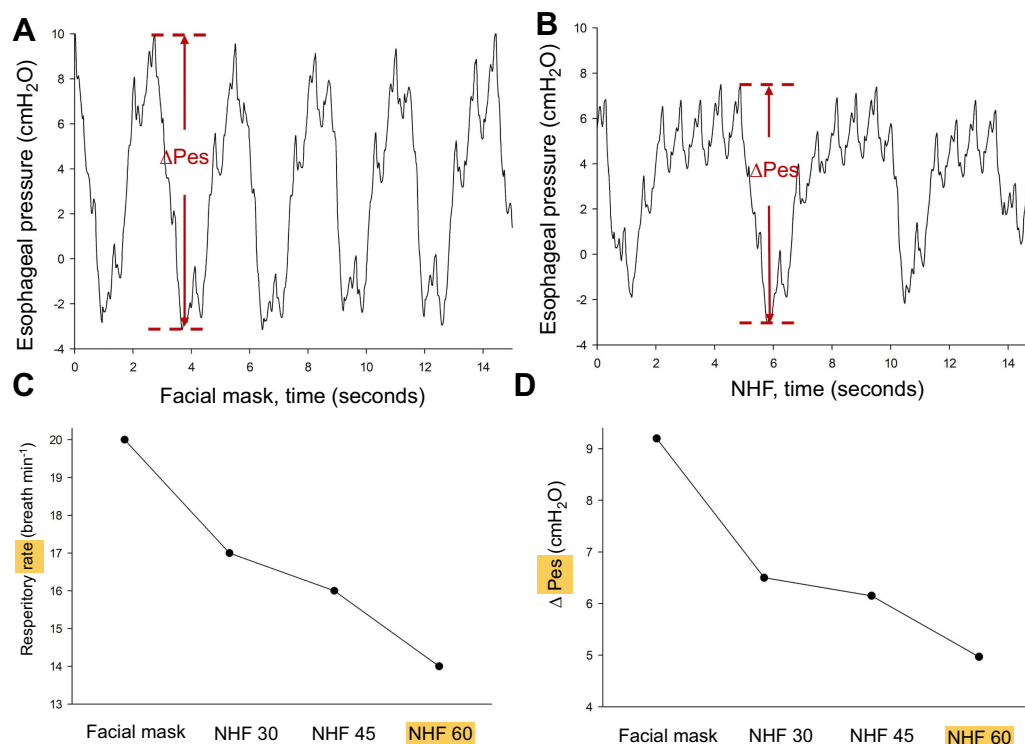 A
Esophageal pressure (cmH₂O)
10
8
6
4
2
0
-2
-4
ΔPes
0
2
4
6
8
10
12
14
Facial mask, time (seconds)
B
Esophageal pressure (cmH₂O)
10
8
6
4
2
0
-2
-4
ΔPes
0
2
4
6
8
10
12
14
NHF, time (seconds)
C
Resperitory rate (breath min⁻¹)
20
19
18
17
16
15
14
13
Facial mask
NHF 30
NHF 45
NHF 60
D
Δ Pes (cmH₂O)
9
8
7
6
5
4
Facial mask
NHF 30
NHF 45
NHF 60